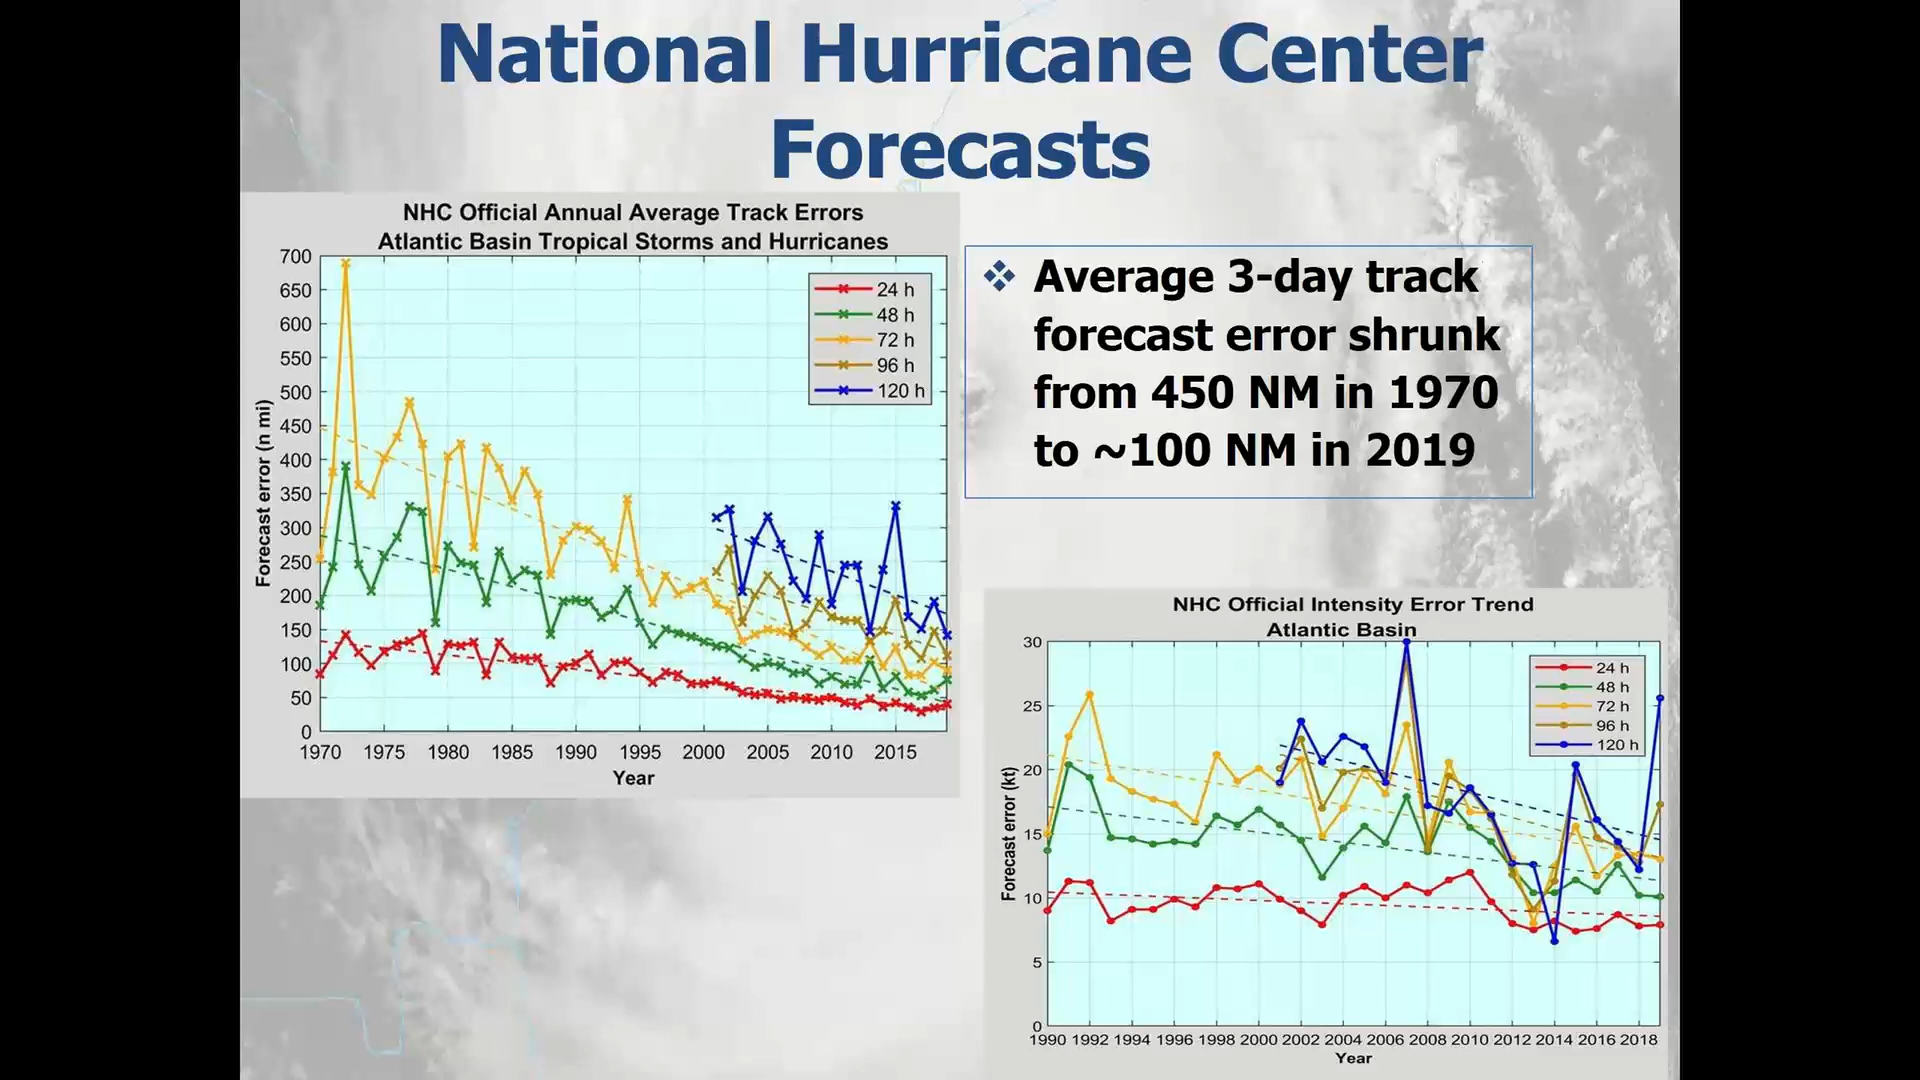 National Hurricane Center
Forecasts
NHC Official Annual Average Track Errors
Atlantic Basin Tropical Storms and Hurricanes
700
650
600
550
500
450
400
350
300
250
200
150
100
50
0
Forecast error (n mi)
24 h
48 h
72 h
96 h
120 h
1970 1975 1980 1985 1990 1995 2000 2005 2010 2015
Year
❖ Average 3-day track
forecast error shrunk
from 450 NM in 1970
to ~100 NM in 2019
NHC Official Intensity Error Trend
Atlantic Basin
30
25
20
15
10
5
0
Forecast error (kt)
24 h
48 h
72 h
96 h
120 h
1990 1992 1994 1996 1998 2000 2002 2004 2006 2008 2010 2012 2014 2016 2018
Year